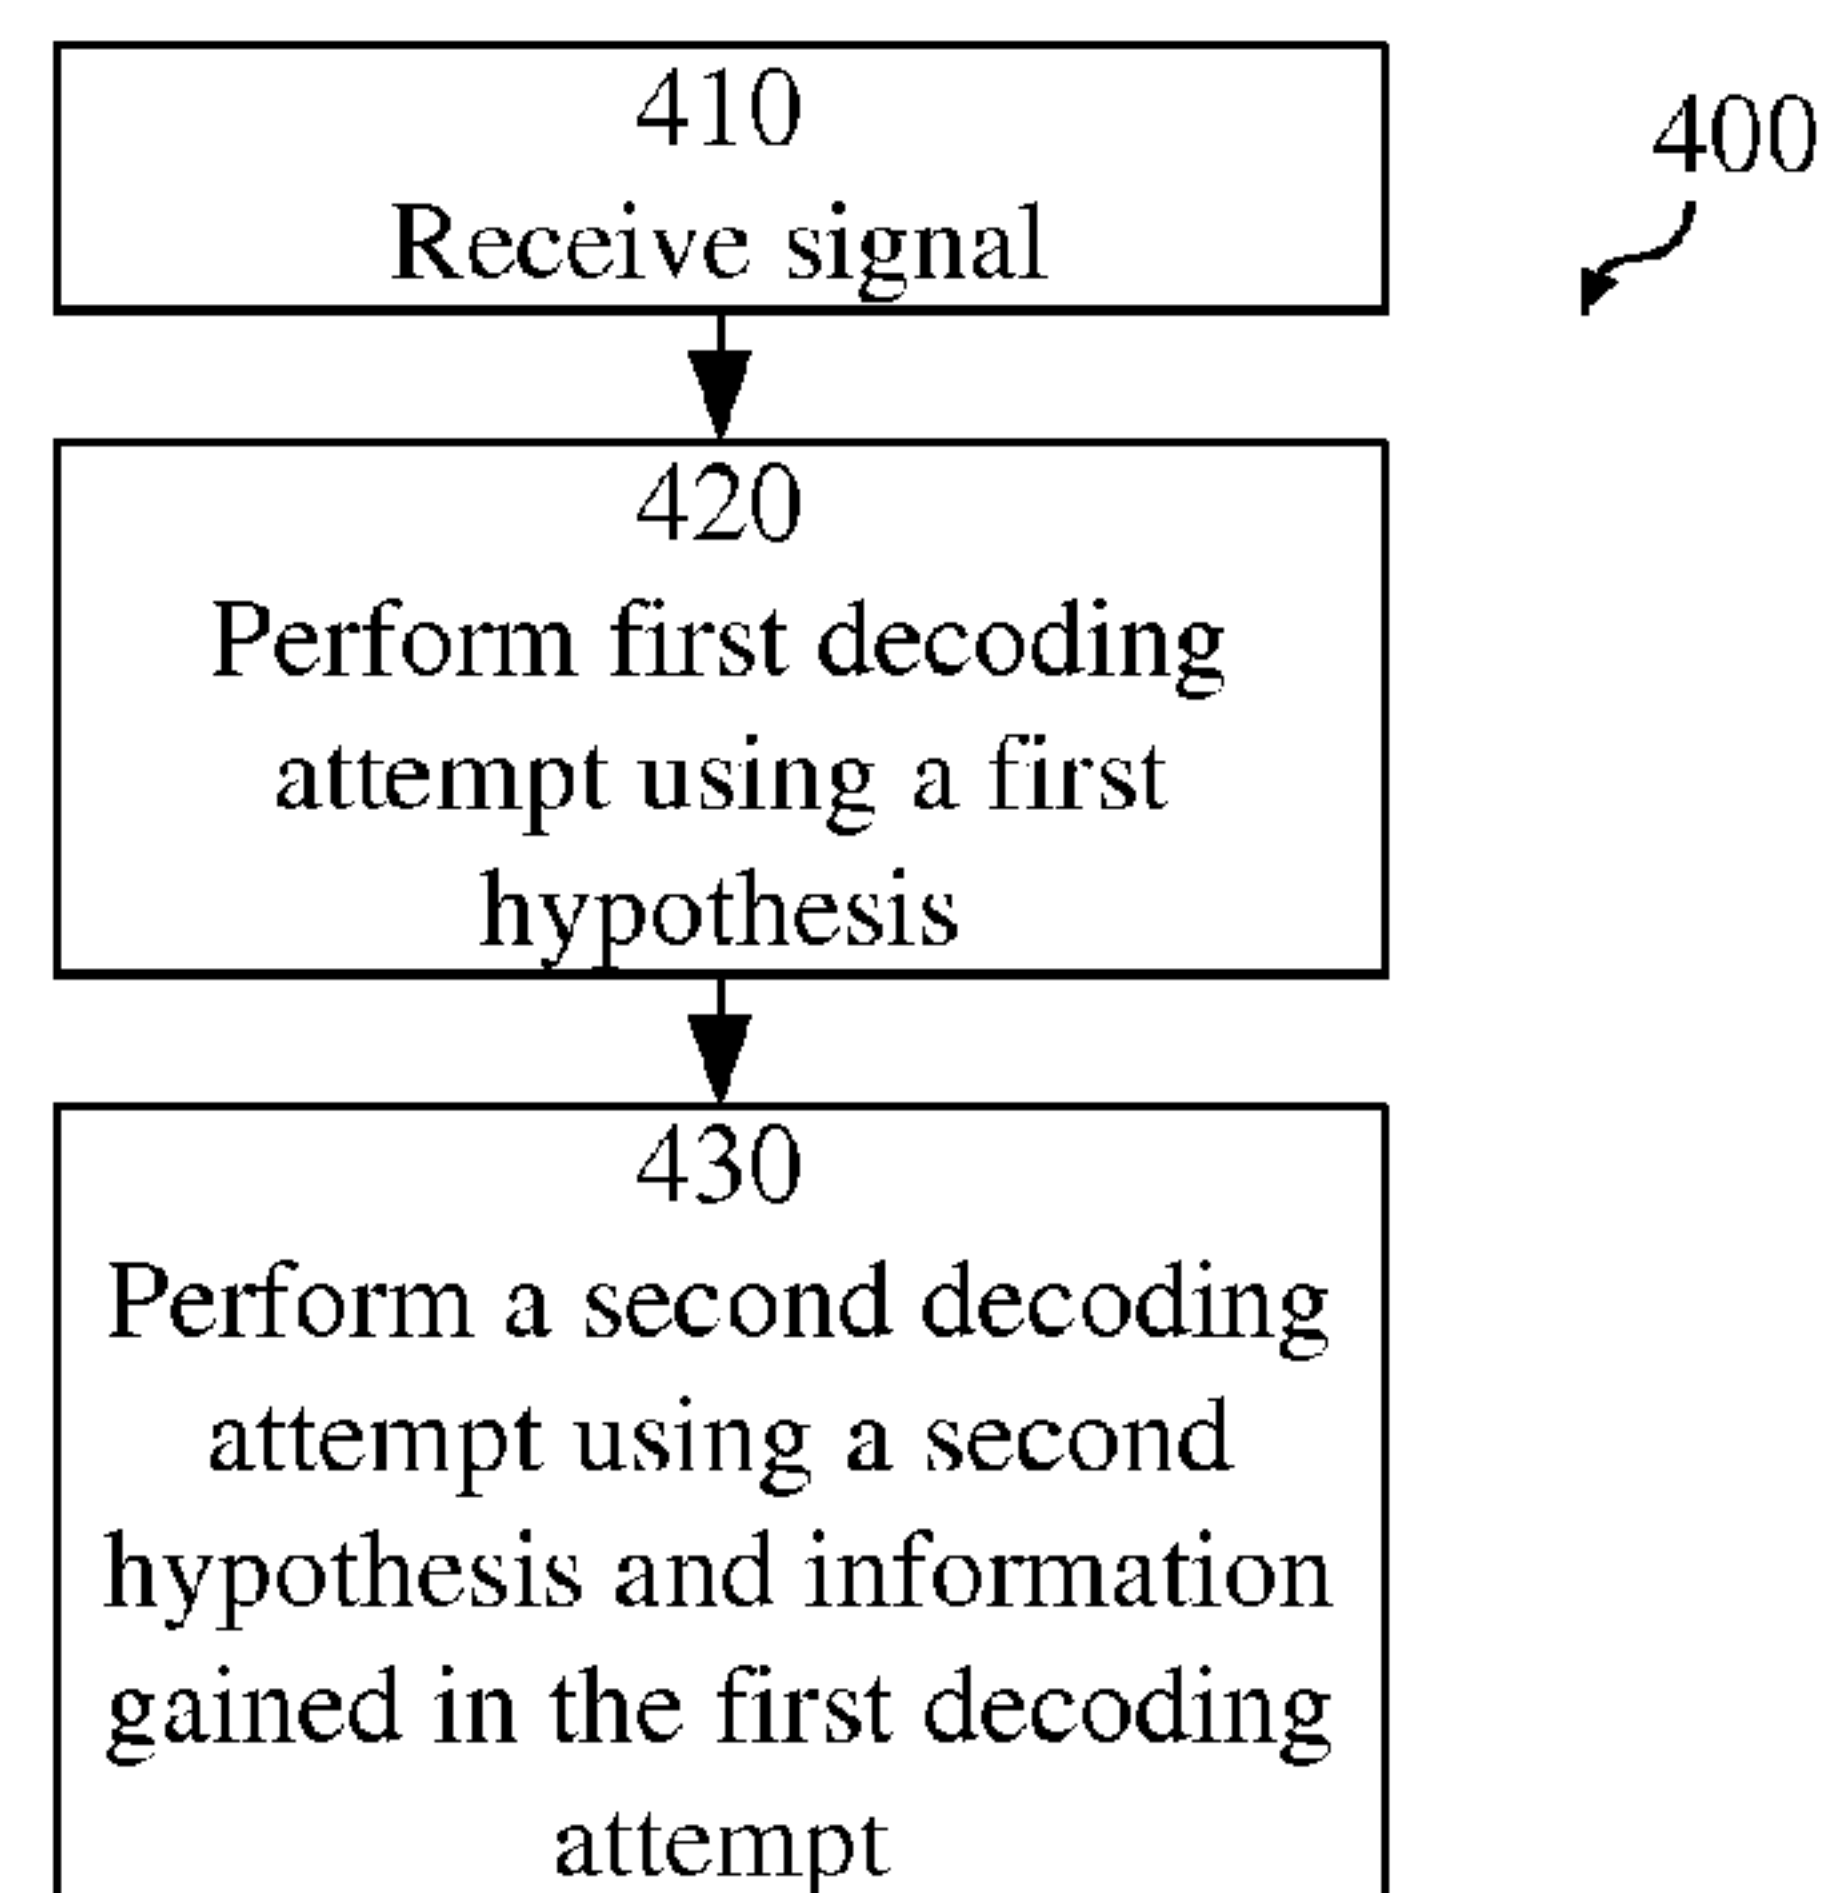 410
Receive signal
400
420
Perform first decoding
attempt using a first
hypothesis
430
Perform a second decoding
attempt using a second
hypothesis and information
gained in the first decoding
attempt